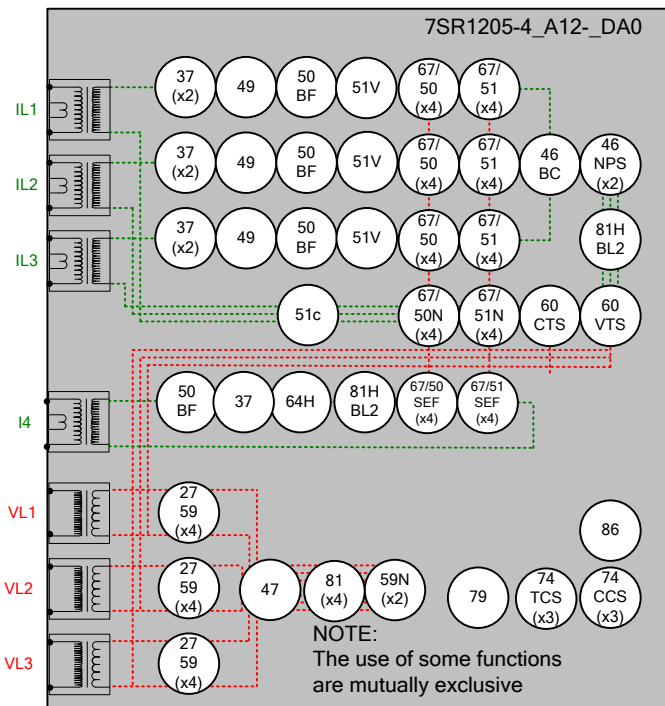 7SR1205-4_A12-_DA0
IL1
37
(x2)
49
50
BF
51V
67/
50
(x4)
67/
51
(x4)
IL2
37
(x2)
49
50
BF
51V
67/
50
(x4)
67/
51
(x4)
46
BC
46
NPS
(x2)
IL3
37
(x2)
49
50
BF
51V
67/
50
(x4)
67/
51
(x4)
81H
BL2
51c
67/
50N
(x4)
67/
51N
(x4)
60
CTS
60
VTS
I4
50
BF
37
64H
81H
BL2
67/50
SEF
(x4)
67/51
SEF
(x4)
VL1
27
59
(x4)
86
VL2
27
59
(x4)
47
81
(x4)
59N
(x2)
79
74
TCS
(x3)
74
CCS
(x3)
VL3
27
59
(x4)
NOTE:
The use of some functions
are mutually exclusive